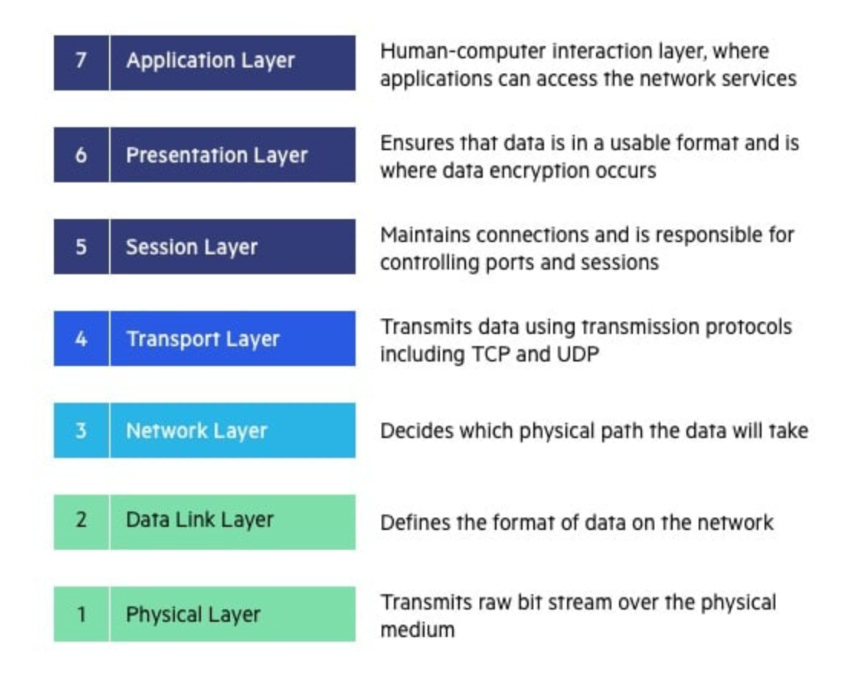 7 Application Layer
Human-computer interaction layer, where
applications can access the network services
6 Presentation Layer
Ensures that data is in a usable format and is
where data encryption occurs
5 Session Layer
Maintains connections and is responsible for
controlling ports and sessions
4 Transport Layer
Transmits data using transmission protocols
including TCP and UDP
3 Network Layer
Decides which physical path the data will take
2 Data Link Layer
Defines the format of data on the network
1 Physical Layer
Transmits raw bit stream over the physical
medium